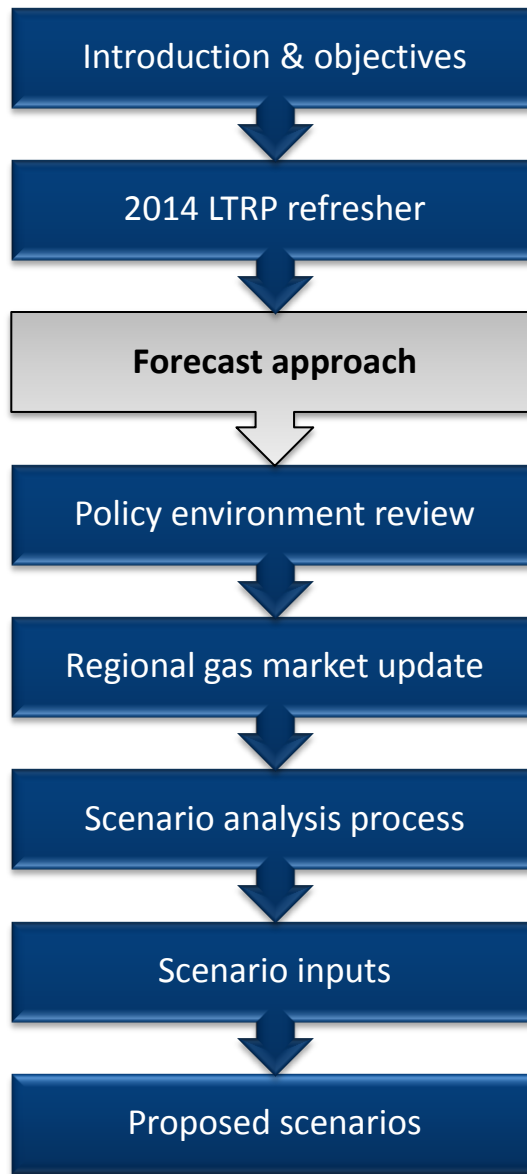 Introduction & objectives
2014 LTRP refresher
Forecast approach
Policy environment review
Regional gas market update
Scenario analysis process
Scenario inputs
Proposed scenarios